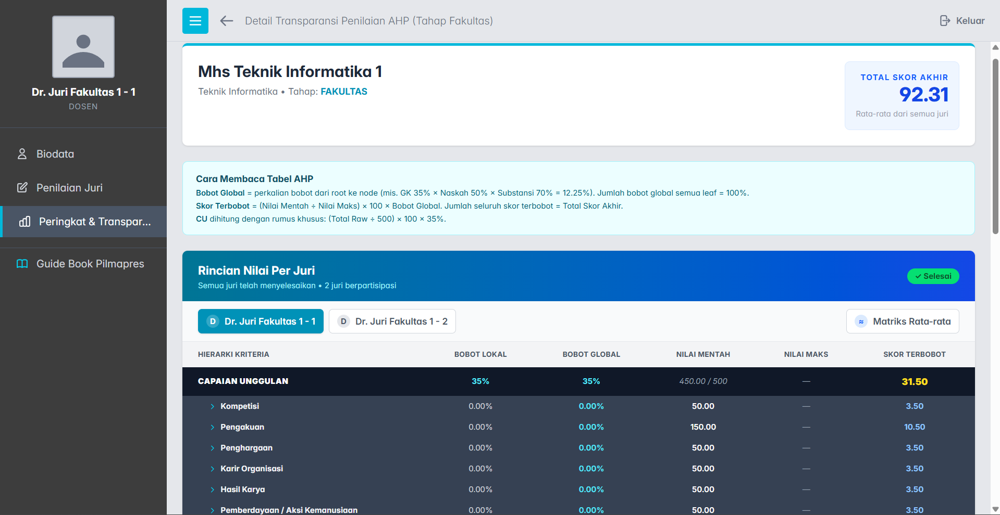 Dr. Juri Fakultas 1 - 1
DOSEN
Biodata
Penilaian Juri
Peringkat & Transpar...
Guide Book Pilmapres
Detail Transparansi Penilaian AHP (Tahap Fakultas)
Keluar
Mhs Teknik Informatika 1
Teknik Informatika • Tahap: FAKULTAS
TOTAL SKOR AKHIR
92.31
Rata-rata dari semua juri
Cara Membaca Tabel AHP
Bobot Global = perkalian bobot dari root ke node (mis. GK 35% × Naskah 50% × Substansi 70% = 12.25%). Jumlah bobot global semua leaf = 100%.
Skor Terbobot = (Nilai Mentah ÷ Nilai Maks) × 100 × Bobot Global. Jumlah seluruh skor terbobot = Total Skor Akhir.
CU dihitung dengan rumus khusus: (Total Raw ÷ 500) × 100 × 35%.
Rincian Nilai Per Juri
Semua juri telah menyelesaikan • 2 juri berpartisipasi
✓ Selesai
D Dr. Juri Fakultas 1 - 1
D Dr. Juri Fakultas 1 - 2
≈ Matriks Rata-rata
HIERARKI KRITERIA BOBOT LOKAL BOBOT GLOBAL NILAI MENTAH NILAI MAKS SKOR TERBOBOT
CAPAIAN UNGGULAN 35% 35% 450.00 / 500 — 31.50
Kompetisi 0.00% 0.00% 50.00 — 3.50
Pengakuan 0.00% 0.00% 150.00 — 10.50
Penghargaan 0.00% 0.00% 50.00 — 3.50
Karir Organisasi 0.00% 0.00% 50.00 — 3.50
Hasil Karya 0.00% 0.00% 50.00 — 3.50
Pemberdayaan / Aksi Kemanusiaan 0.00% 0.00% 50.00 — 3.50